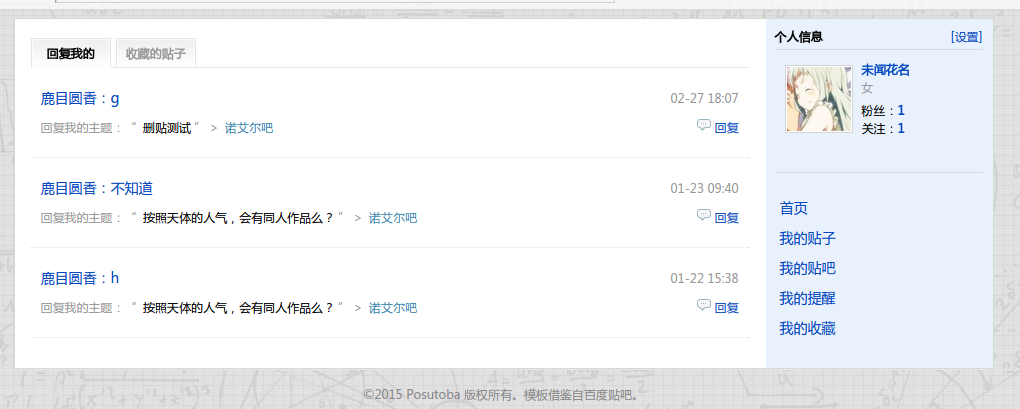 回复我的 收藏的贴子
鹿目圆香：g 02-27 18:07
回复我的主题：“ 删贴测试 ” > 诺艾尔吧 回复
鹿目圆香：不知道 01-23 09:40
回复我的主题：“ 按照天体的人气，会有同人作品么？ ” > 诺艾尔吧 回复
鹿目圆香：h 01-22 15:38
回复我的主题：“ 按照天体的人气，会有同人作品么？ ” > 诺艾尔吧 回复
个人信息 [设置]
未闻花名
女
粉丝：1
关注：1
首页
我的贴子
我的贴吧
我的提醒
我的收藏
©2015 Posutoba 版权所有。模板借鉴自百度贴吧。